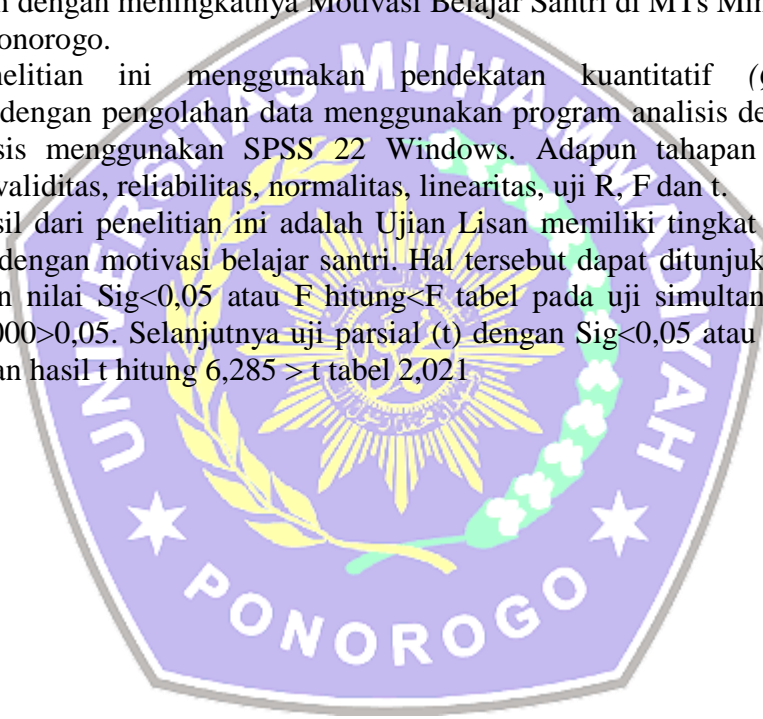 dengan meningkatnya Motivasi Belajar Santri di MTs
onorogo.
nelitian ini menggunakan pendekatan kuantitatif
dengan pengolahan data menggunakan program analisis de
sis menggunakan SPSS 22 Windows. Adapun tahapan
validitas, reliabilitas, normalitas, linearitas, uji R, F dan t.
sil dari penelitian ini adalah Ujian Lisan memiliki tingkat
dengan motivasi belajar santri. Hal tersebut dapat ditunjuk
n nilai Sig<0,05 atau F hitung<F tabel pada uji simultan
000>0,05. Selanjutnya uji parsial (t) dengan Sig<0,05 atau
an hasil t hitung 6,285 > t tabel 2,021
UNIVERSITAS MUHAMMADIYAH
PONOROGO